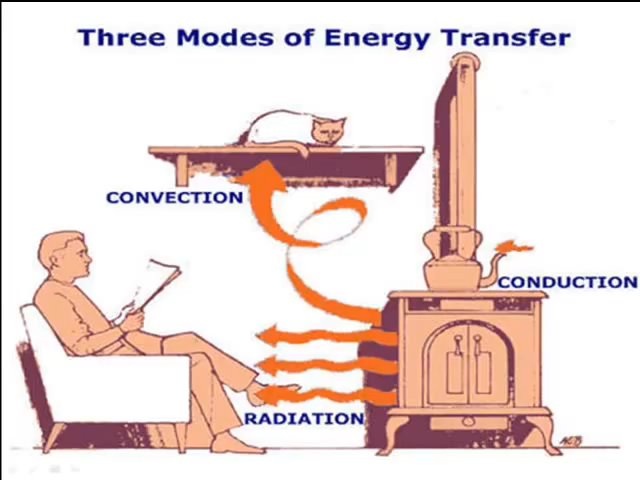 Three Modes of Energy Transfer
CONVECTION
CONDUCTION
RADIATION